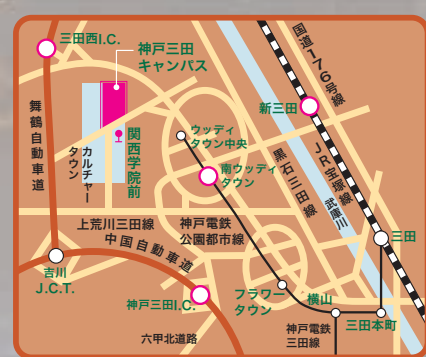 三田西I.C.
神戸三田
キャンパス
国道176号線
舞鶴自動車道
カルチャー
タウン
関西学院前
ウッディ
タウン中央
新三田
南ウッディ
タウン
黒石三田線
JR宝塚線
武庫川
上荒川三田線
神戸電鉄
公園都市線
中国自動車道
三田
吉川
J.C.T.
神戸三田I.C.
フラワー
タウン
横山
三田本町
神戸電鉄
三田線
六甲北道路